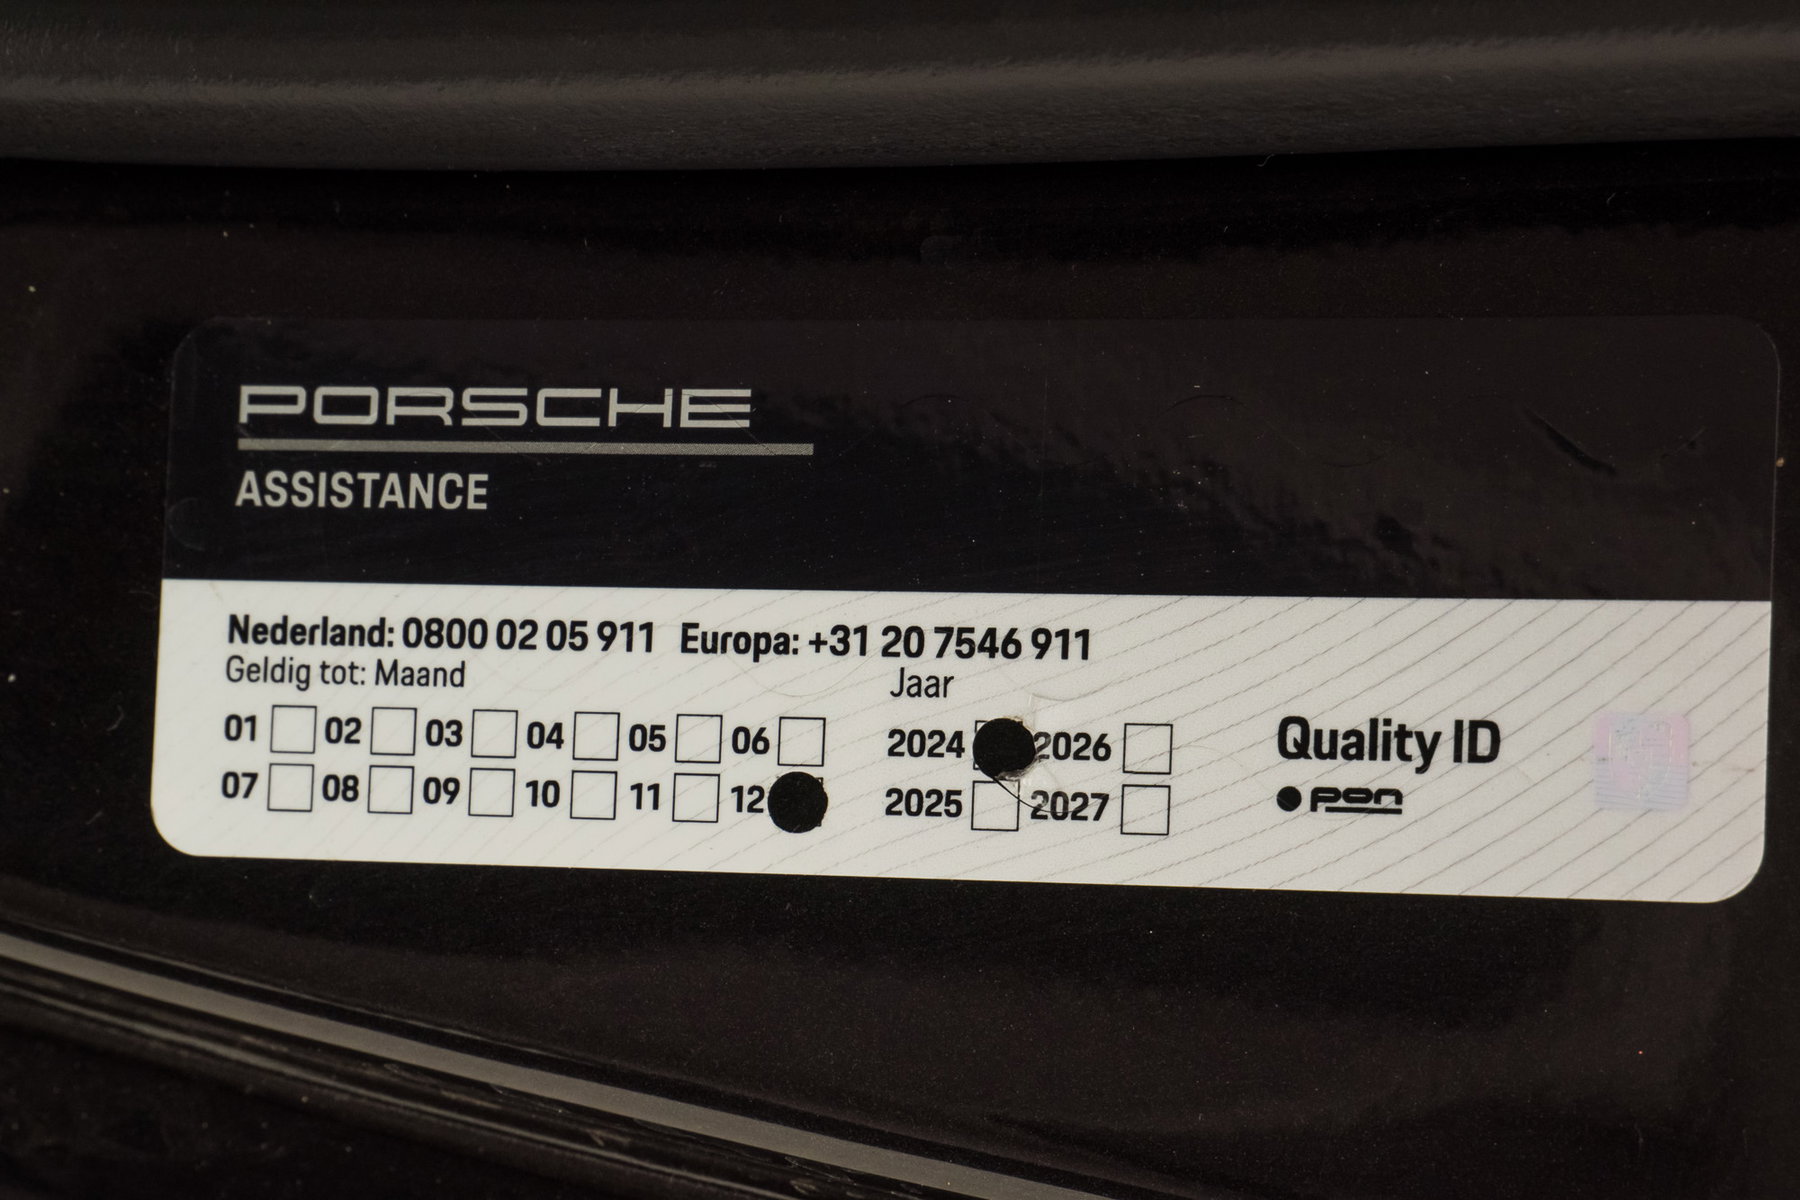 PORSCHE
ASSISTANCE
Nederland: 0800 02 05 911 Europa: +31 20 7546 911
Geldig tot: Maand Jaar
01 02 03 04 05 06 2024 2026 Quality ID
07 08 09 10 11 12 2025 2027 pon